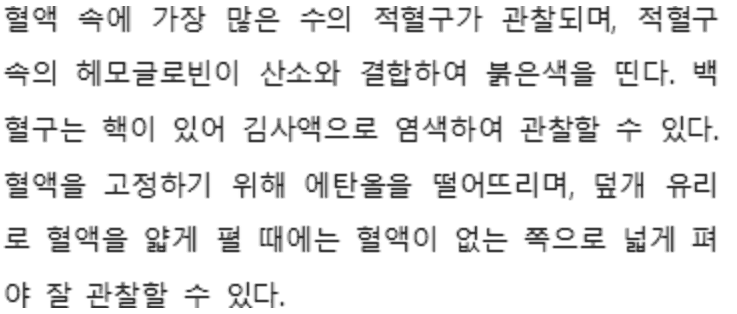 혈액 속에 가장 많은 수의 적혈구가 관찰되며, 적혈구
속의 헤모글로빈이 산소와 결합하여 붉은색을 띤다. 백
혈구는 핵이 있어 김사액으로 염색하여 관찰할 수 있다.
혈액을 고정하기 위해 에탄올을 떨어뜨리며, 덮개 유리
로 혈액을 얇게 펼 때에는 혈액이 없는 쪽으로 넓게 펴
야 잘 관찰할 수 있다.